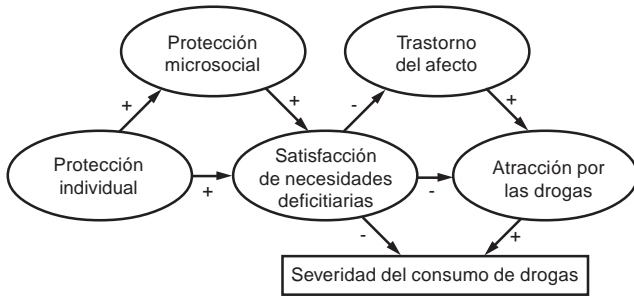 Protección
microsocial
Trastorno
del afecto
+
+
-
+
Protección
individual
+
Satisfacción
de necesidades
deficitarias
-
Atracción por
las drogas
-
+
Severidad del consumo de drogas